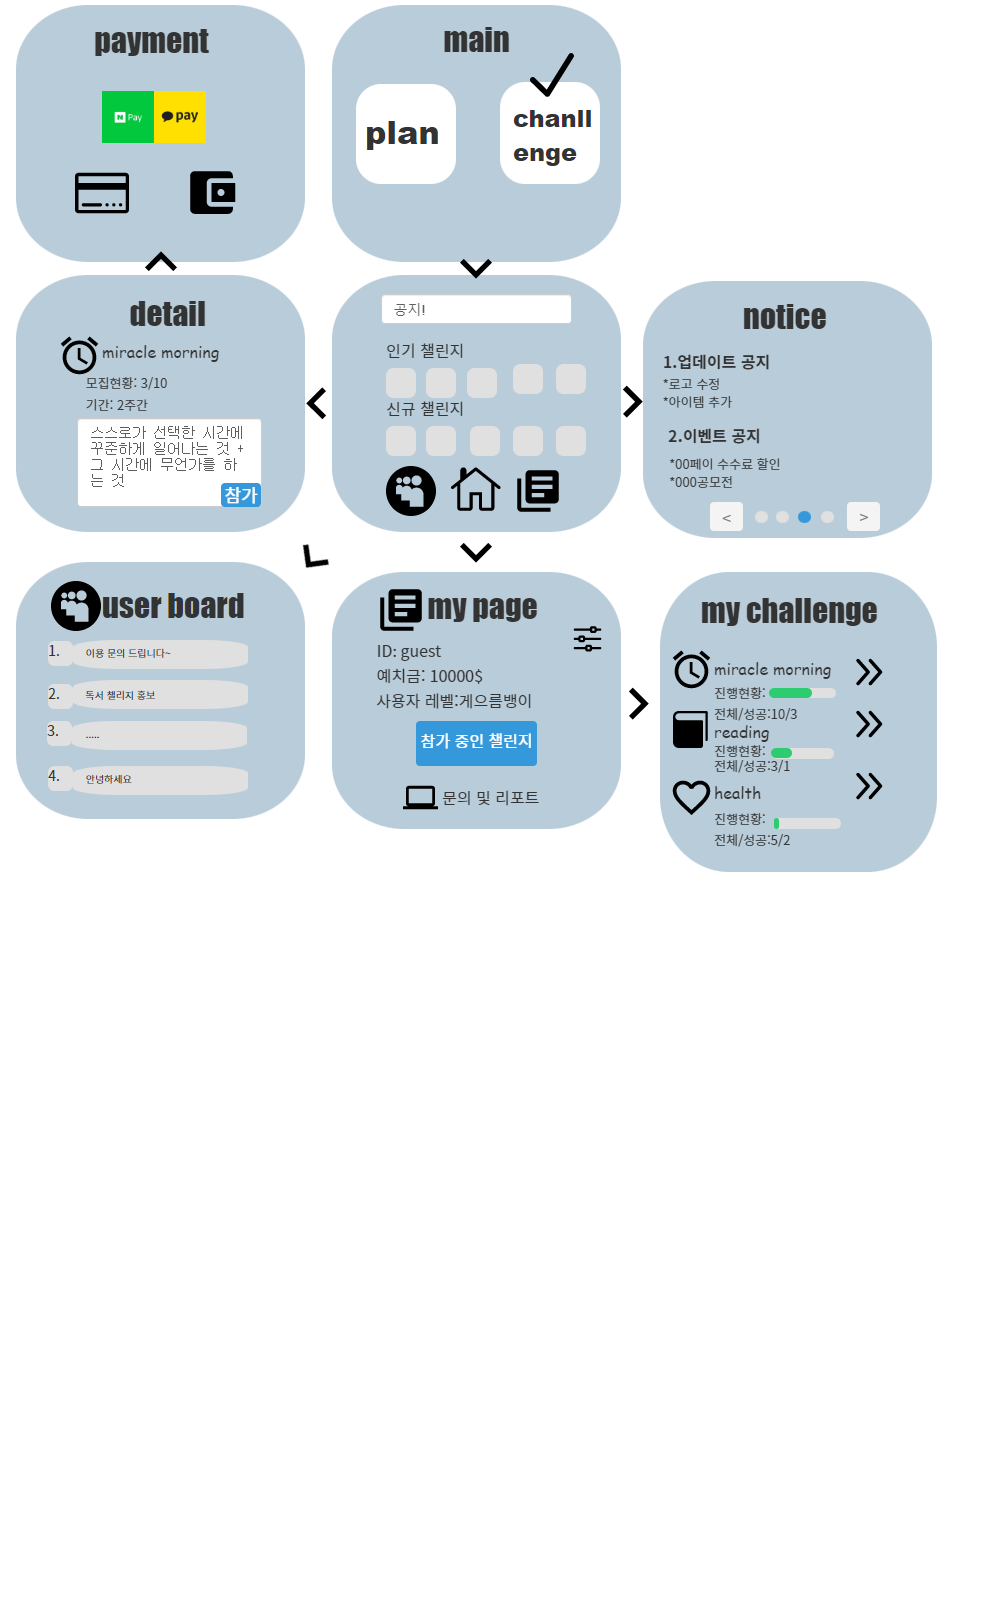 payment
N Pay
pay
main
plan
chanll
enge
detail
miracle morning
모집현황: 3/10
기간: 2주간
스스로가 선택한 시간에
꾸준하게 일어나는 것 +
그 시간에 무언가를 하
는 것
참가
공지!
인기 챌린지
신규 챌린지
notice
1.업데이트 공지
*로고 수정
*아이템 추가
2.이벤트 공지
*00페이 수수료 할인
*000공모전
<
>
user board
1. 이용 문의 드립니다~
2. 독서 챌리지 홍보
3. .....
4. 안녕하세요
my page
ID: guest
예치금: 10000$
사용자 레벨:게으름뱅이
참가 중인 챌린지
문의 및 리포트
my challenge
miracle morning
진행현황:
전체/성공:10/3
reading
진행현황:
전체/성공:3/1
health
진행현황:
전체/성공:5/2